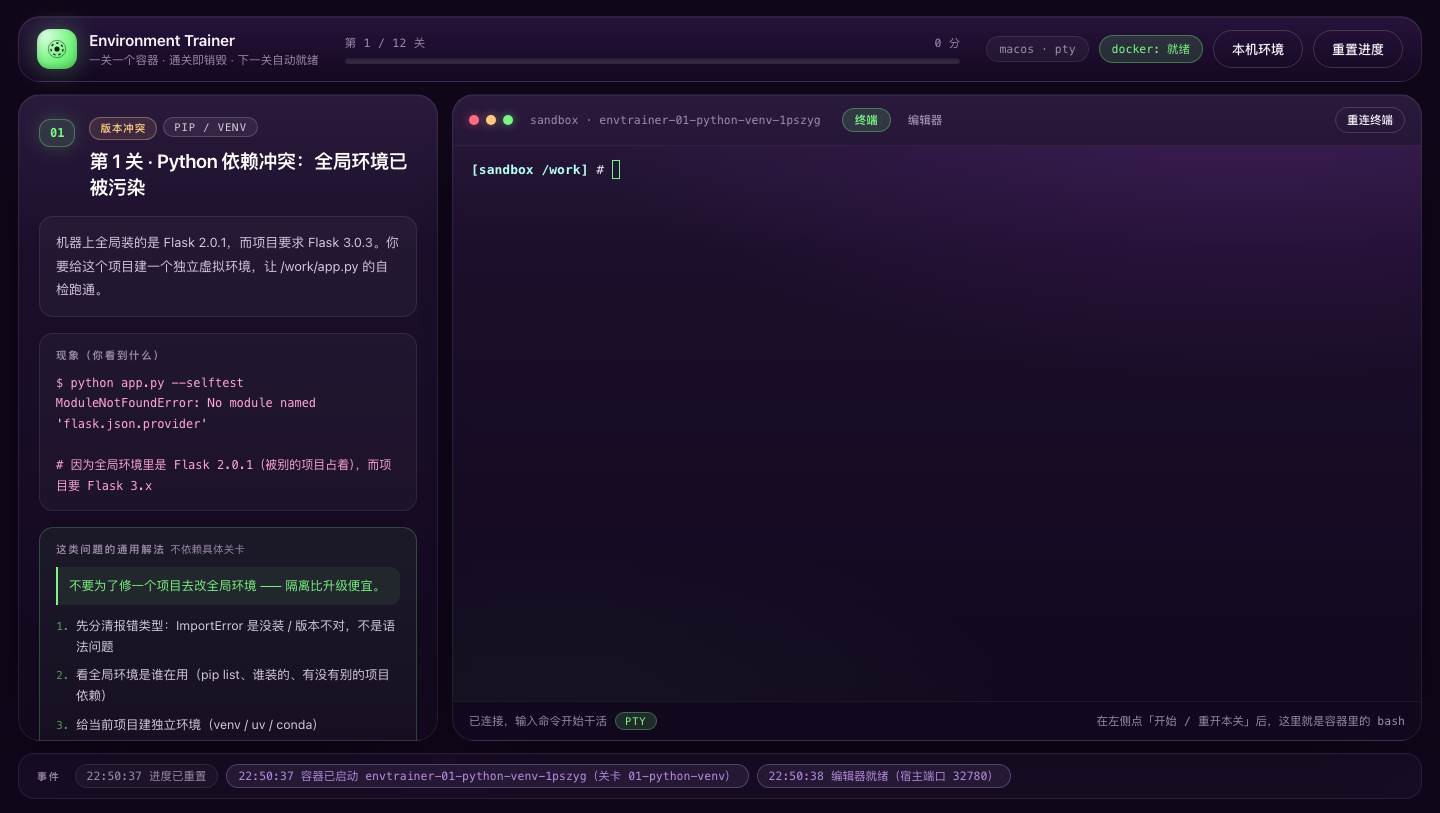 Environment Trainer
一关一个容器 · 通关即销毁 · 下一关自动就绪
第 1 / 12 关
0 分
macos · pty
docker: 就绪
本机环境
重置进度
01
版本冲突
PIP / VENV
第 1 关 · Python 依赖冲突：全局环境已
被污染
机器上全局装的是 Flask 2.0.1，而项目要求 Flask 3.0.3。你
要给这个项目建一个独立虚拟环境，让 /work/app.py 的自
检跑通。
现象（你看到什么）
$ python app.py --selftest
ModuleNotFoundError: No module named
'flask.json.provider'
# 因为全局环境里是 Flask 2.0.1（被别的项目占着），而项
目要 Flask 3.x
这类问题的通用解法 不依赖具体关卡
不要为了修一个项目去改全局环境 —— 隔离比升级便宜。
1. 先分清报错类型：ImportError 是没装 / 版本不对，不是语
法问题
2. 看全局环境是谁在用（pip list、谁装的、有没有别的项目
依赖）
3. 给当前项目建独立环境（venv / uv / conda）
sandbox · envtrainer-01-python-venv-1pszyg
终端
编辑器
重连终端
[sandbox /work] #
已连接，输入命令开始干活
PTY
在左侧点「开始 / 重开本关」后，这里就是容器里的 bash
事件
22:50:37 进度已重置
22:50:37 容器已启动 envtrainer-01-python-venv-1pszyg（关卡 01-python-venv）
22:50:38 编辑器就绪（宿主端口 32780）